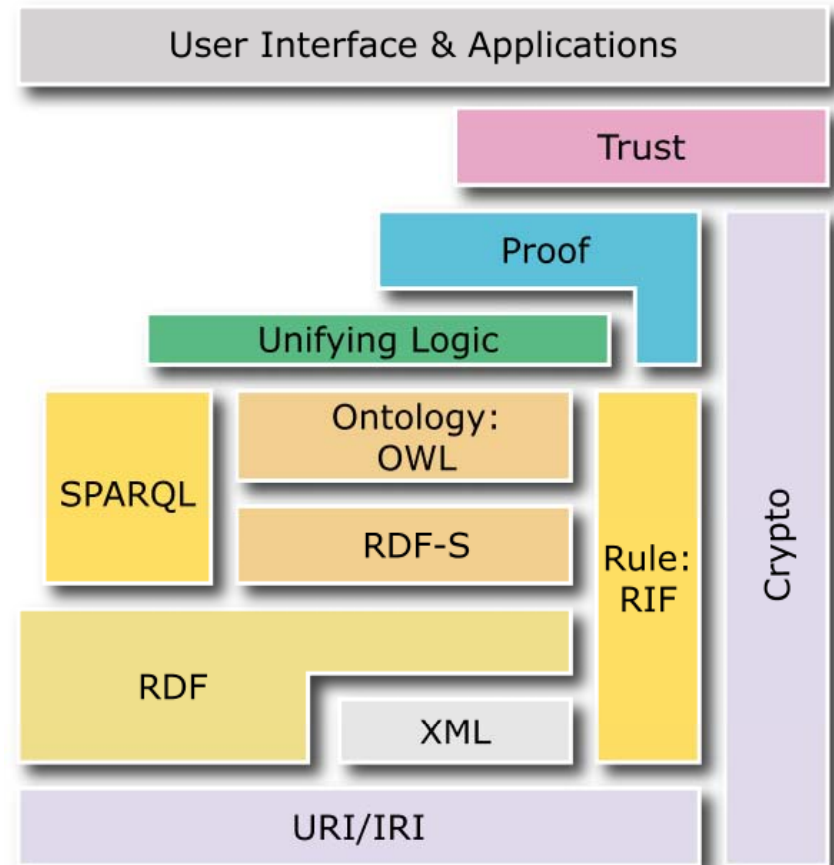 User Interface & Applications
Trust
Proof
Unifying Logic
Ontology:
OWL
SPARQL
RDF-S
Rule:
RIF
Crypto
RDF
XML
URI/IRI